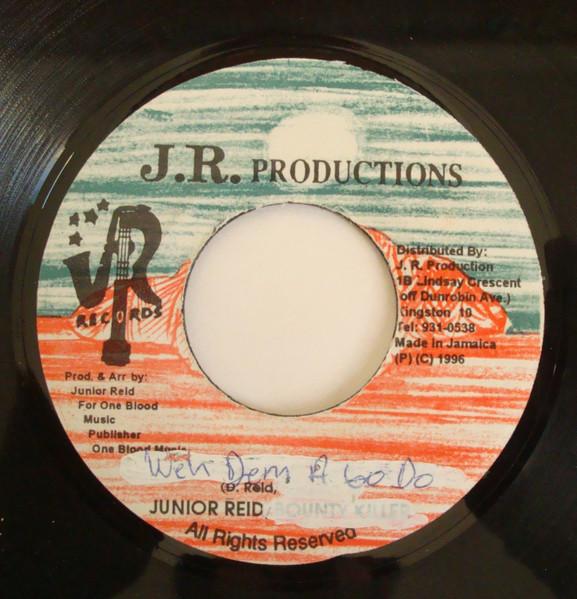 J.R. PRODUCTIONS
JR
RECORDS
Distributed By:
J. R. Production
1B Lindsay Crescent
off Dunrobin Ave.)
Kingston 10
Tel: 931-0538
Made in Jamaica
(P) (C) 1996
Prod. & Arr by:
Junior Reid
For One Blood
Music
Publisher
One Blood Music
Weh Dem A Go Do
(D. Reid,
JUNIOR REID, BOUNTY KILLER
All Rights Reserved